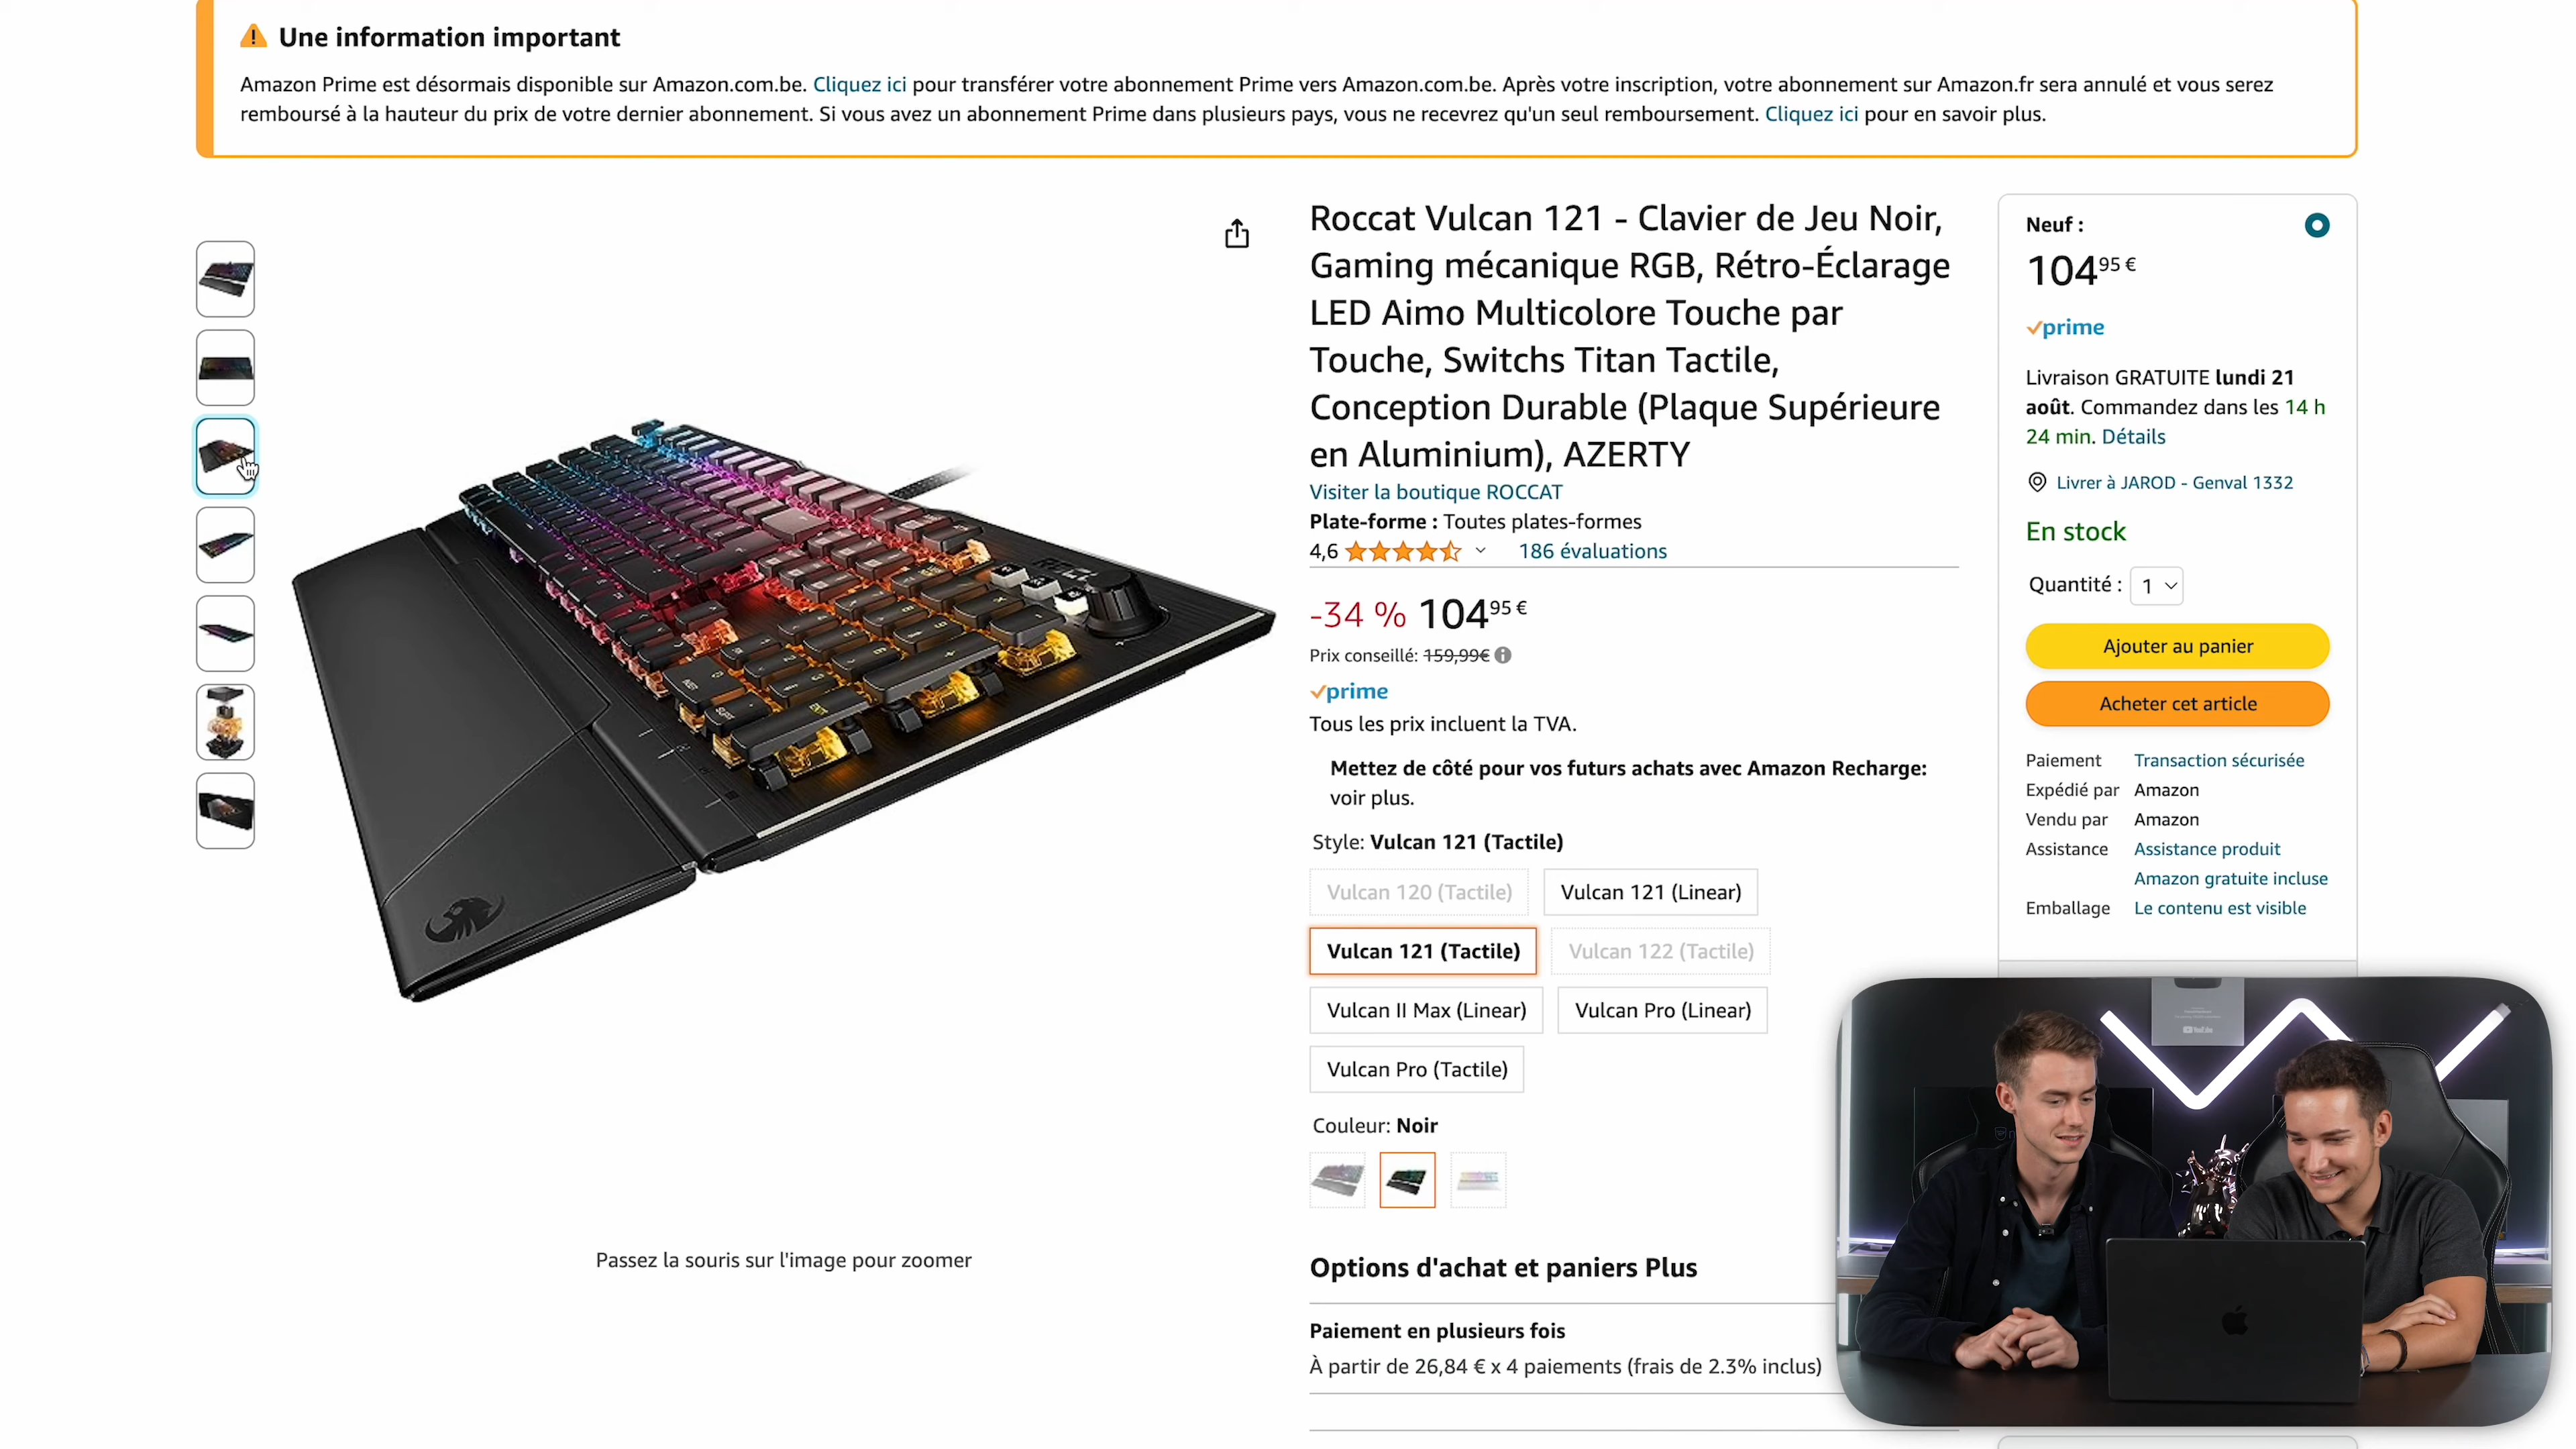 Une information important
Amazon Prime est désormais disponible sur Amazon.com.be. Cliquez ici pour transférer votre abonnement Prime vers Amazon.com.be. Après votre inscription, votre abonnement sur Amazon.fr sera annulé et vous serez
remboursé à la hauteur du prix de votre dernier abonnement. Si vous avez un abonnement Prime dans plusieurs pays, vous ne recevrez qu'un seul remboursement. Cliquez ici pour en savoir plus.
Passez la souris sur l'image pour zoomer
Roccat Vulcan 121 - Clavier de Jeu Noir,
Gaming mécanique RGB, Rétro-Éclarage
LED Aimo Multicolore Touche par
Touche, Switchs Titan Tactile,
Conception Durable (Plaque Supérieure
en Aluminium), AZERTY
Visiter la boutique ROCCAT
Plate-forme : Toutes plates-formes
4,6 186 évaluations
-34 % 104 95 €
Prix conseillé: 159,99€
prime
Tous les prix incluent la TVA.
Mettez de côté pour vos futurs achats avec Amazon Recharge:
voir plus.
Style: Vulcan 121 (Tactile)
Vulcan 120 (Tactile) Vulcan 121 (Linear)
Vulcan 121 (Tactile) Vulcan 122 (Tactile)
Vulcan II Max (Linear) Vulcan Pro (Linear)
Vulcan Pro (Tactile)
Couleur: Noir
Options d'achat et paniers Plus
Paiement en plusieurs fois
À partir de 26,84 € x 4 paiements (frais de 2.3% inclus)
Neuf :
104 95 €
prime
Livraison GRATUITE lundi 21
août. Commandez dans les 14 h
24 min. Détails
Livrer à JAROD - Genval 1332
En stock
Quantité : 1
Ajouter au panier
Acheter cet article
Paiement Transaction sécurisée
Expédié par Amazon
Vendu par Amazon
Assistance Assistance produit
Amazon gratuite incluse
Emballage Le contenu est visible
YouTube